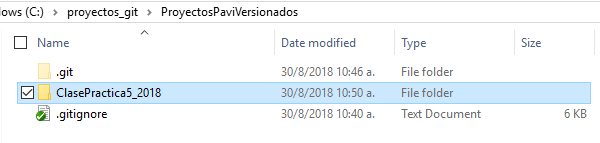 ows (C:) > proyectos_git > ProyectosPaviVersionados
Name Date modified Type Size
.git 30/8/2018 10:46 a. File folder
ClasePractica5_2018 30/8/2018 10:50 a. File folder
.gitignore 30/8/2018 10:40 a. Text Document 6 KB